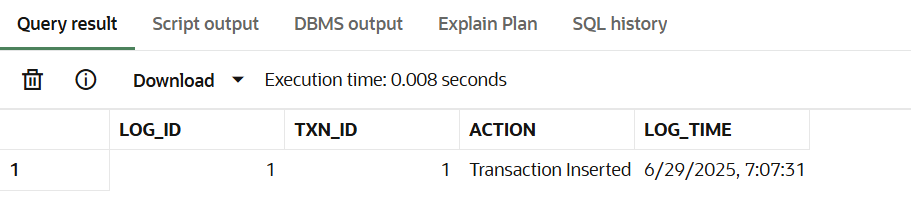 Query result Script output DBMS output Explain Plan SQL history
Download Execution time: 0.008 seconds
LOG_ID TXN_ID ACTION LOG_TIME
1 1 1 Transaction Inserted 6/29/2025, 7:07:31